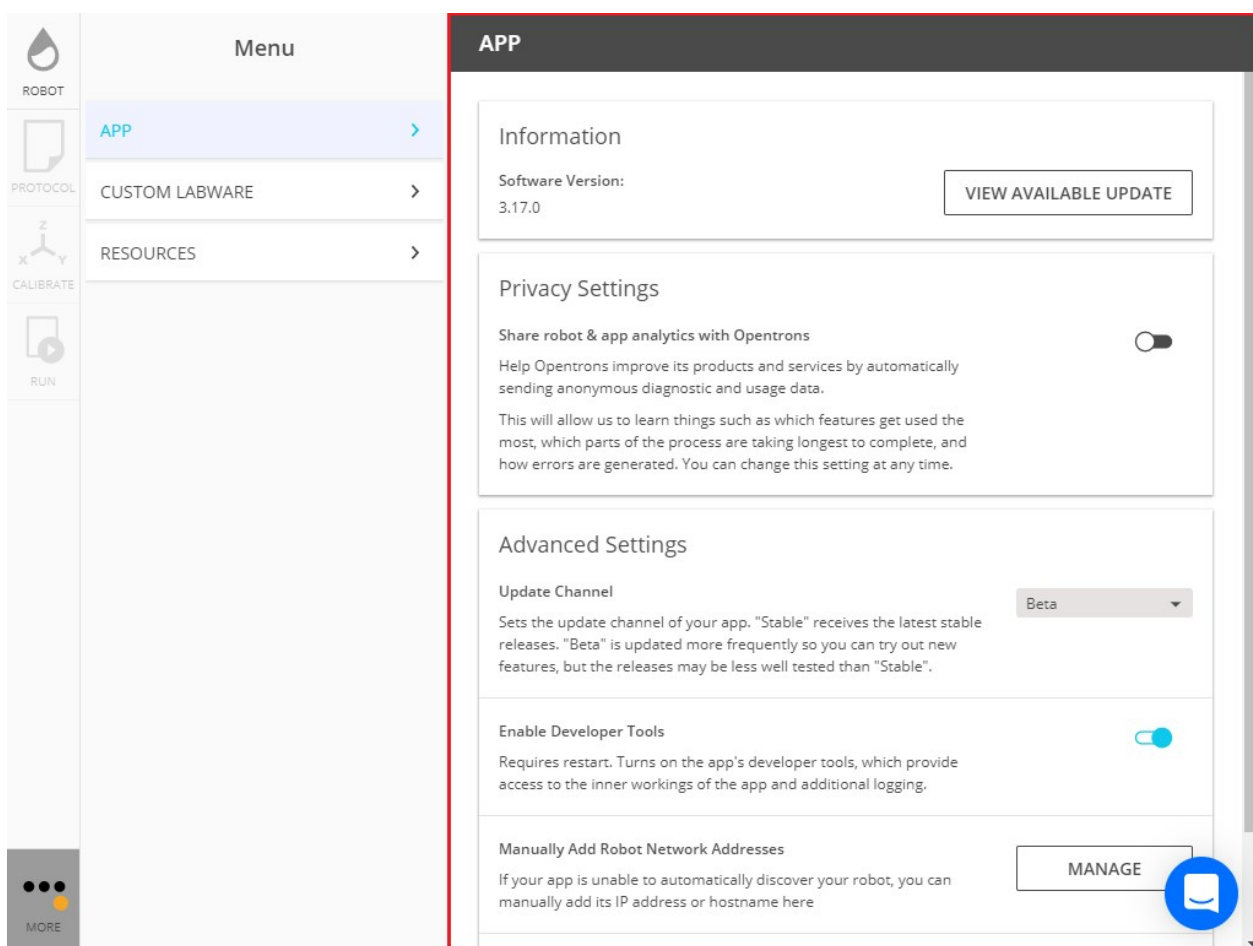 ROBOT
PROTOCOL
Z
X Y
CALIBRATE
RUN
MORE
Menu
APP
CUSTOM LABWARE
RESOURCES
APP
Information
Software Version:
3.17.0
VIEW AVAILABLE UPDATE
Privacy Settings
Share robot & app analytics with Opentrons
Help Opentrons improve its products and services by automatically
sending anonymous diagnostic and usage data.
This will allow us to learn things such as which features get used the
most, which parts of the process are taking longest to complete, and
how errors are generated. You can change this setting at any time.
Advanced Settings
Update Channel
Beta
Sets the update channel of your app. "Stable" receives the latest stable
releases. "Beta" is updated more frequently so you can try out new
features, but the releases may be less well tested than "Stable".
Enable Developer Tools
Requires restart. Turns on the app's developer tools, which provide
access to the inner workings of the app and additional logging.
Manually Add Robot Network Addresses
If your app is unable to automatically discover your robot, you can
manually add its IP address or hostname here
MANAGE